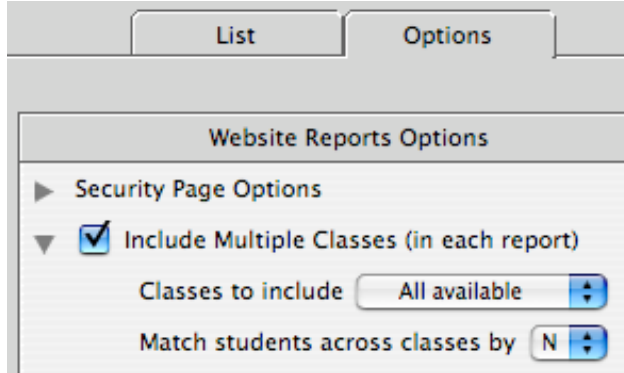 List Options
Website Reports Options
Security Page Options
Include Multiple Classes (in each report)
Classes to include All available
Match students across classes by N